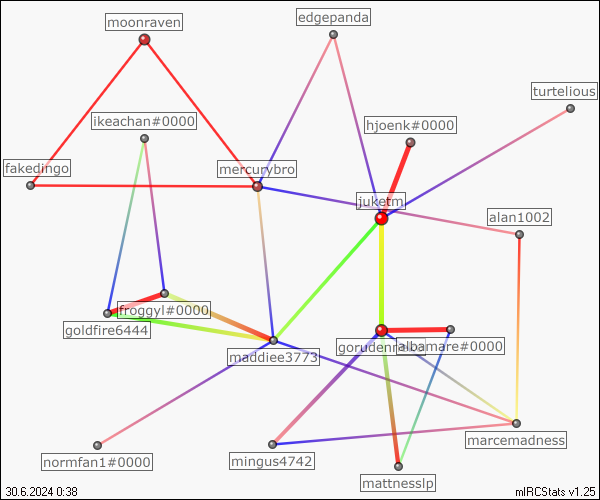 edgepanda
moonraven
turtelious
ikeachan#0000
hjoenk#0000
fakedingo
mercurybro
juketm
alan1002
froggyl#0000
goldfire6444
maddiee3773
albamare#0000
marcemadness
normfan1#0000
mingus4742
mattnesslp
30.6.2024 0:38
mIRCStats v1.25